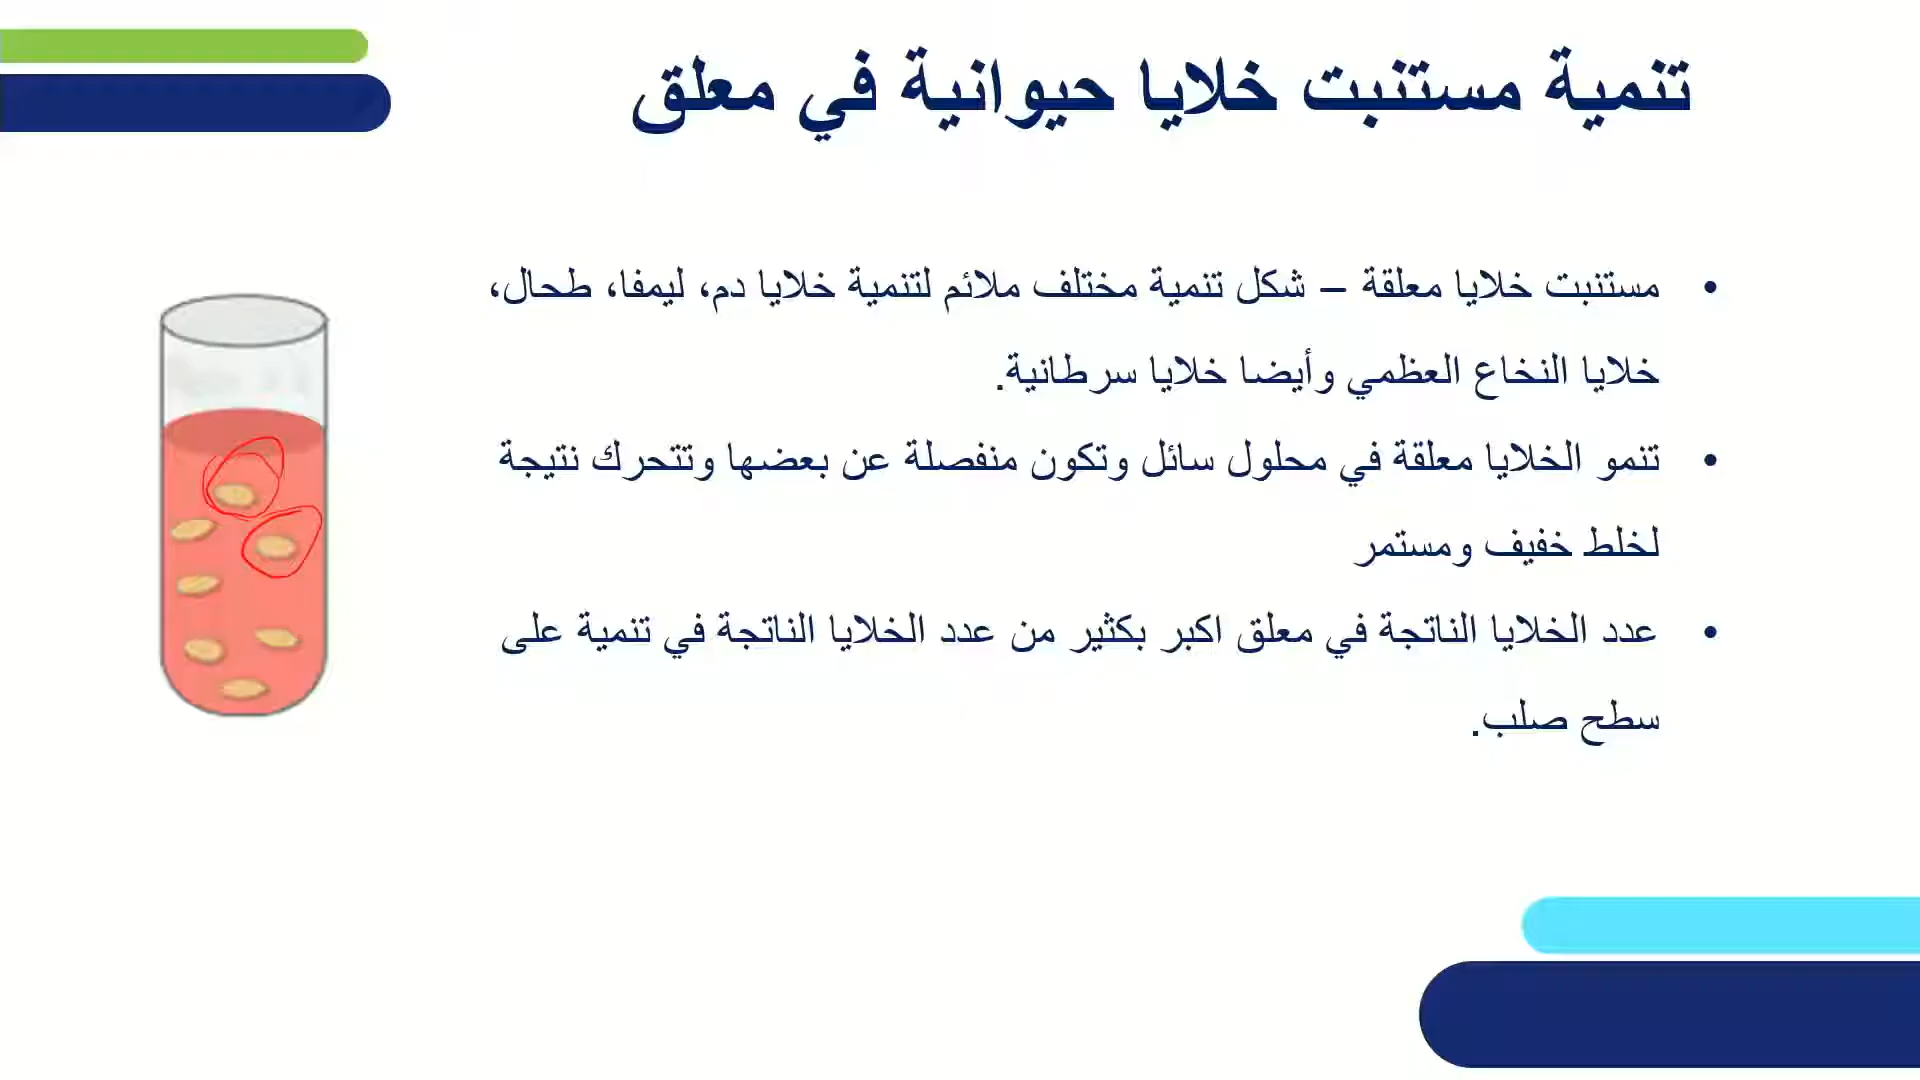 تنمية مستنبت خلايا حيوانية في معلق
• مستنبت خلايا معلقة – شكل تنمية مختلف ملائم لتنمية خلايا دم، ليمفا، طحال،
خلايا النخاع العظمي وأيضا خلايا سرطانية.
• تنمو الخلايا معلقة في محلول سائل وتكون منفصلة عن بعضها وتتحرك نتيجة
لخلط خفيف ومستمر
• عدد الخلايا الناتجة في معلق اكبر بكثير من عدد الخلايا الناتجة في تنمية على
سطح صلب.